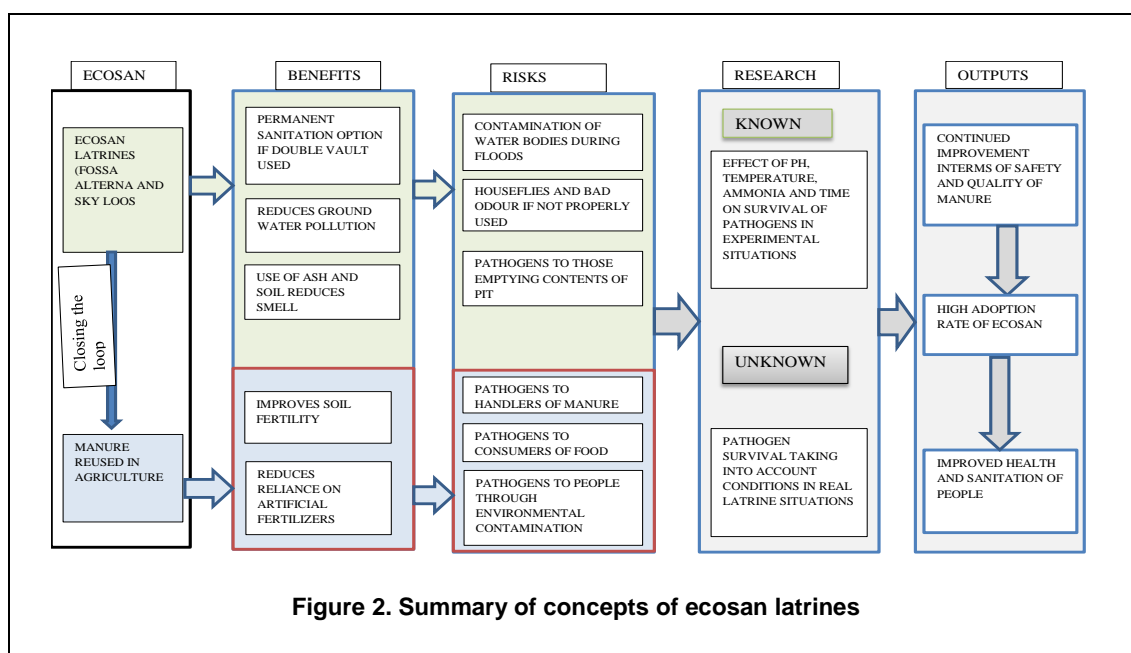 ECOSAN
ECOSAN
LATRINES
(FOSSA
ALTERNA AND
SKY LOOS
Closing the
loop
MANURE
REUSED IN
AGRICULTURE
BENEFITS
PERMANENT
SANITATION OPTION
IF DOUBLE VAULT
USED
REDUCES GROUND
WATER POLLUTION
USE OF ASH AND
SOIL REDUCES
SMELL
IMPROVES SOIL
FERTILITY
REDUCES
RELIANCE ON
ARTIFICIAL
FERTILIZERS
RISKS
CONTAMINATION OF
WATER BODIES DURING
FLOODS
HOUSEFLIES AND BAD
ODOUR IF NOT PROPERLY
USED
PATHOGENS TO THOSE
EMPTYING CONTENTS OF
PIT
PATHOGENS TO
HANDLERS OF MANURE
PATHOGENS TO
CONSUMERS OF FOOD
PATHOGENS TO PEOPLE
THROUGH
ENVIRONMENTAL
CONTAMINATION
RESEARCH
KNOWN
EFFECT OF PH,
TEMPERATURE,
AMMONIA AND TIME
ON SURVIVAL OF
PATHOGENS IN
EXPERIMENTAL
SITUATIONS
UNKNOWN
PATHOGEN
SURVIVAL TAKING
INTO ACCOUNT
CONDITIONS IN REAL
LATRINE SITUATIONS
OUTPUTS
CONTINUED
IMPROVEMENT
INTERMS OF SAFETY
AND QUALITY OF
MANURE
HIGH ADOPTION
RATE OF ECOSAN
IMPROVED HEALTH
AND SANITATION OF
PEOPLE
Figure 2. Summary of concepts of ecosan latrines